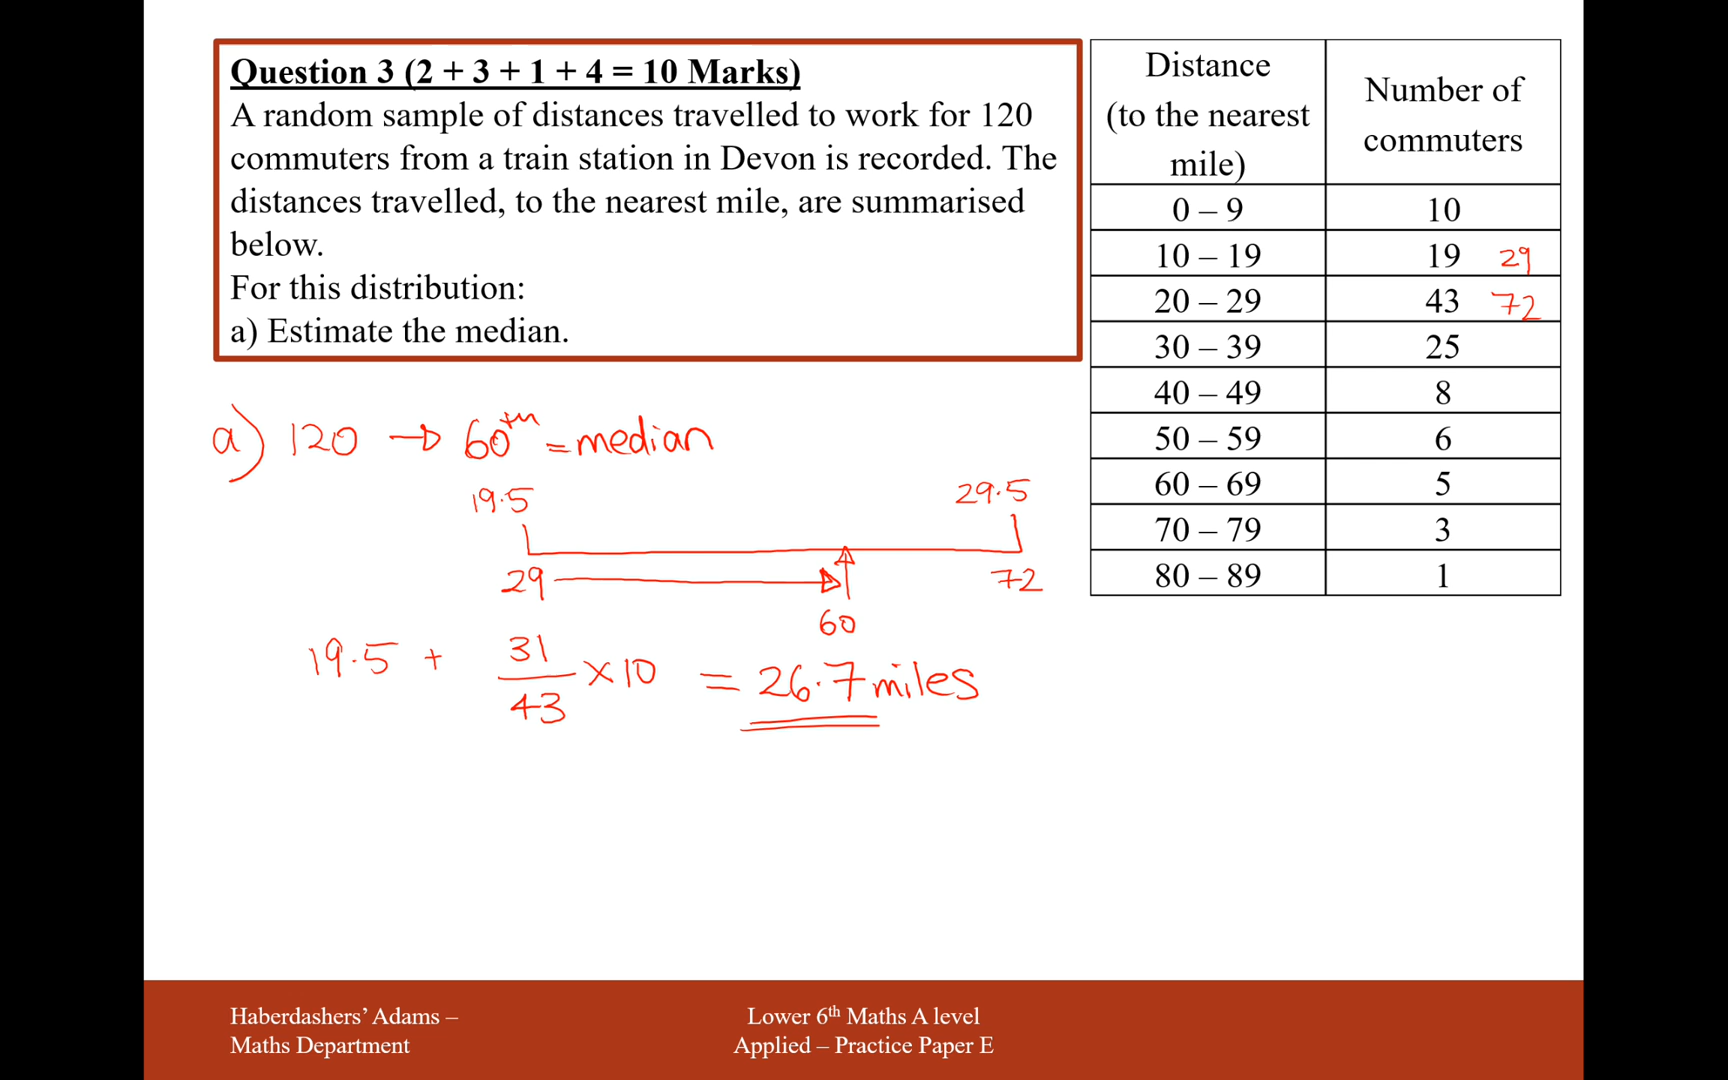 Question 3 (2 + 3 + 1 + 4 = 10 Marks)
A random sample of distances travelled to work for 120
commuters from a train station in Devon is recorded. The
distances travelled, to the nearest mile, are summarised
below.
For this distribution:
a) Estimate the median.
Distance
(to the nearest
mile)
Number of
commuters
0 – 9 10
10 – 19 19 29
20 – 29 43 72
30 – 39 25
40 – 49 8
50 – 59 6
60 – 69 5
70 – 79 3
80 – 89 1
a) 120 → 60th = median
19.5 29.5
29 72
60
19.5 + 31/43 × 10 = 26.7 miles
Haberdashers’ Adams –
Maths Department
Lower 6th Maths A level
Applied – Practice Paper E